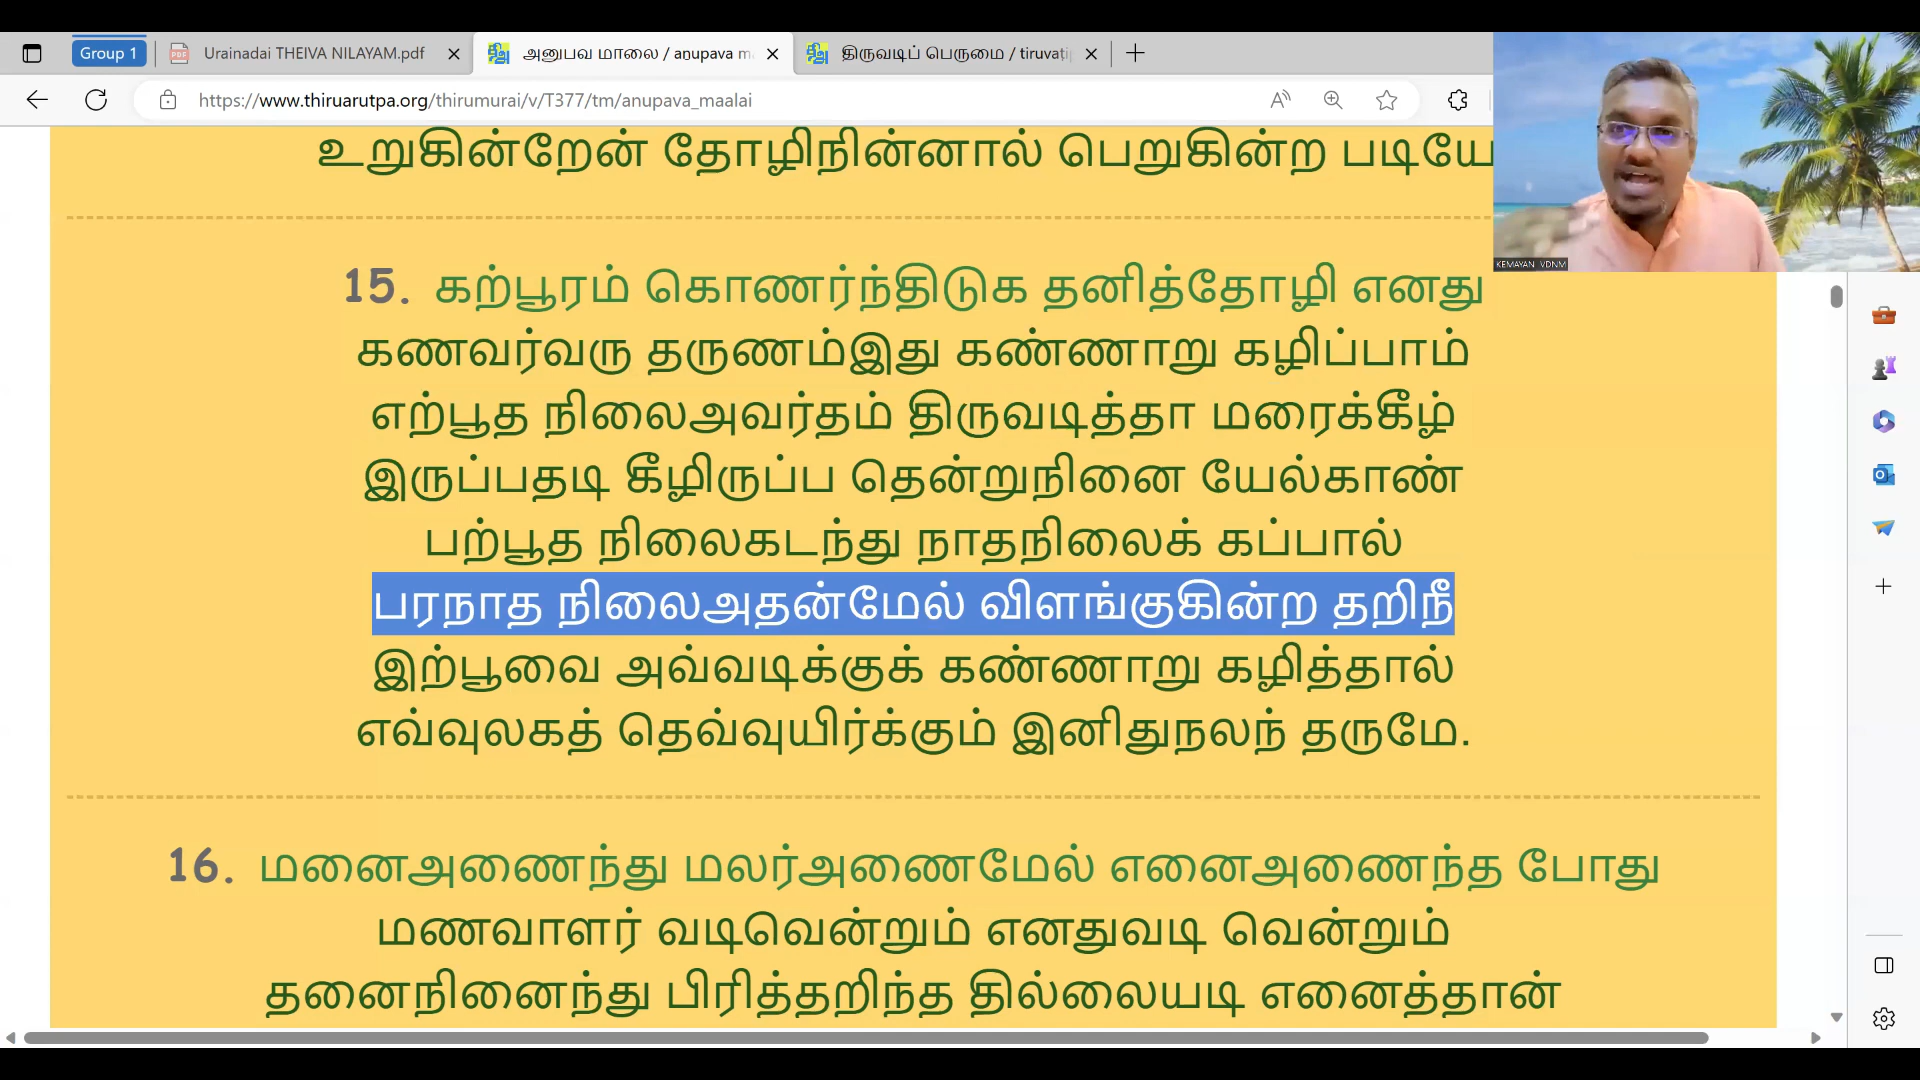 Group 1
Urainadai THEIVA NILAYAM.pdf
அனுபவ மாலை / anupava m
திருவடிப் பெருமை / tiruvaṭi
https://www.thiruarutpa.org/thirumurai/v/T377/tm/anupava_maalai
உறுகின்றேன் தோழிநின்னால் பெறுகின்ற படியே
KEMAYAN VDNM
15. கற்பூரம் கொணர்ந்திடுக தனித்தோழி எனது
கணவர்வரு தருணம்இது கண்ணாறு கழிப்பாம்
எற்பூத நிலைஅவர்தம் திருவடித்தா மரைக்கீழ்
இருப்பதடி கீழிருப்ப தென்றுநினை யேல்காண்
பற்பூத நிலைகடந்து நாதநிலைக் கப்பால்
பரநாத நிலைஅதன்மேல் விளங்குகின்ற தறிநீ
இற்பூவை அவ்வடிக்குக் கண்ணாறு கழித்தால்
எவ்வுலகத் தெவ்வுயிர்க்கும் இனிதுநலந் தருமே.
16. மனைஅணைந்து மலர்அணைமேல் எனைஅணைந்த போது
மணவாளர் வடிவென்றும் எனதுவடி வென்றும்
தனைநினைந்து பிரித்தறிந்த தில்லையடி எனைத்தான்